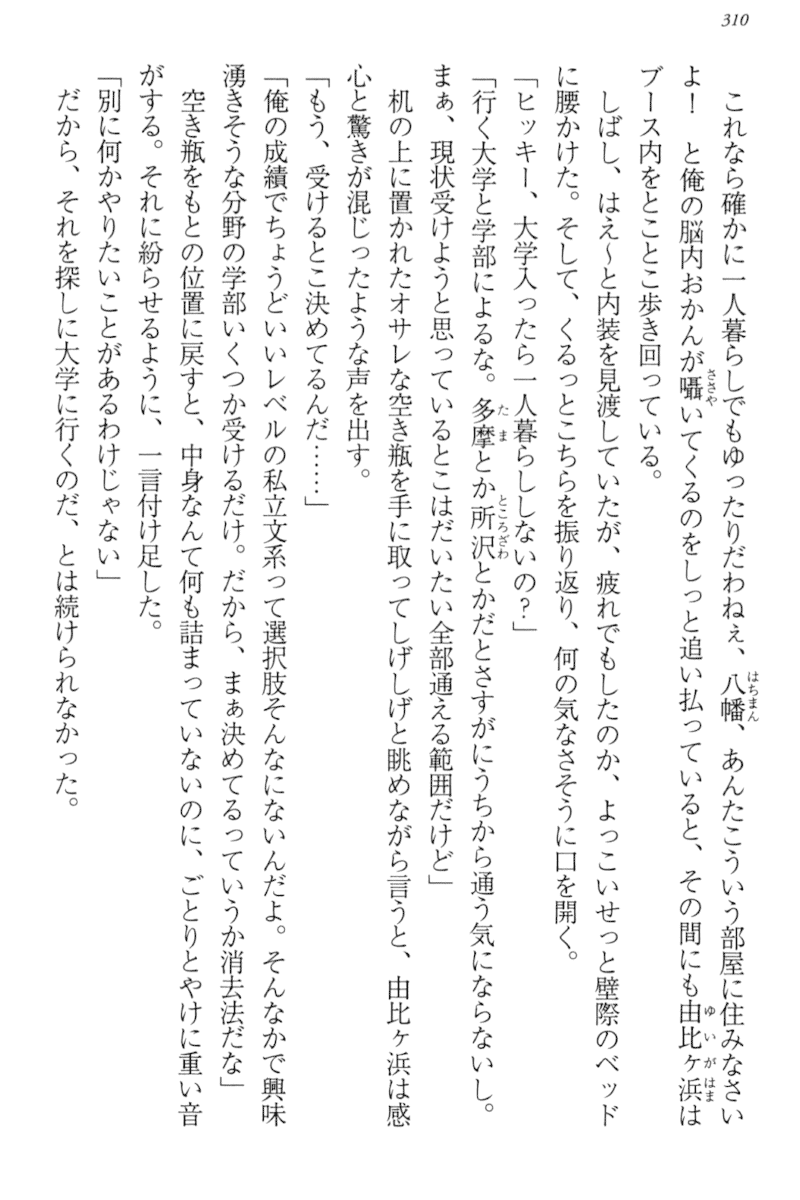 310
これなら確かに一人暮らしでもゆったりだわねぇ、八幡、あんたこういう部屋に住みなさい
よ！　と俺の脳内おかんが囁いてくるのをしっと追い払っていると、その間にも由比ヶ浜は
ブース内をとことこ歩き回っている。
しばし、はえ～と内装を見渡していたが、疲れでもしたのか、よっこいせっと壁際のベッド
に腰かけた。そして、くるっとこちらを振り返り、何の気なさそうに口を開く。
「ヒッキー、大学入ったら一人暮らししないの？」
「行く大学と学部によるな。多摩とか所沢とかだとさすがにうちから通う気にならないし。
まぁ、現状受けようと思っているとこはだいたい全部通える範囲だけど」
机の上に置かれたオサレな空き瓶を手に取ってしげしげと眺めながら言うと、由比ヶ浜は感
心と驚きが混じったような声を出す。
「もう、受けるとこ決めてるんだ……」
「俺の成績でちょうどいいレベルの私立文系って選択肢そんなにないんだよ。そんなかで興味
湧きそうな分野の学部いくつか受けるだけ。だから、まぁ決めてるっていうか消去法だな」
空き瓶をもとの位置に戻すと、中身なんて何も詰まっていないのに、ごとりとやけに重い音
がする。それに紛らせるように、一言付け足した。
「別に何かやりたいことがあるわけじゃない」
だから、それを探しに大学に行くのだ、とは続けられなかった。